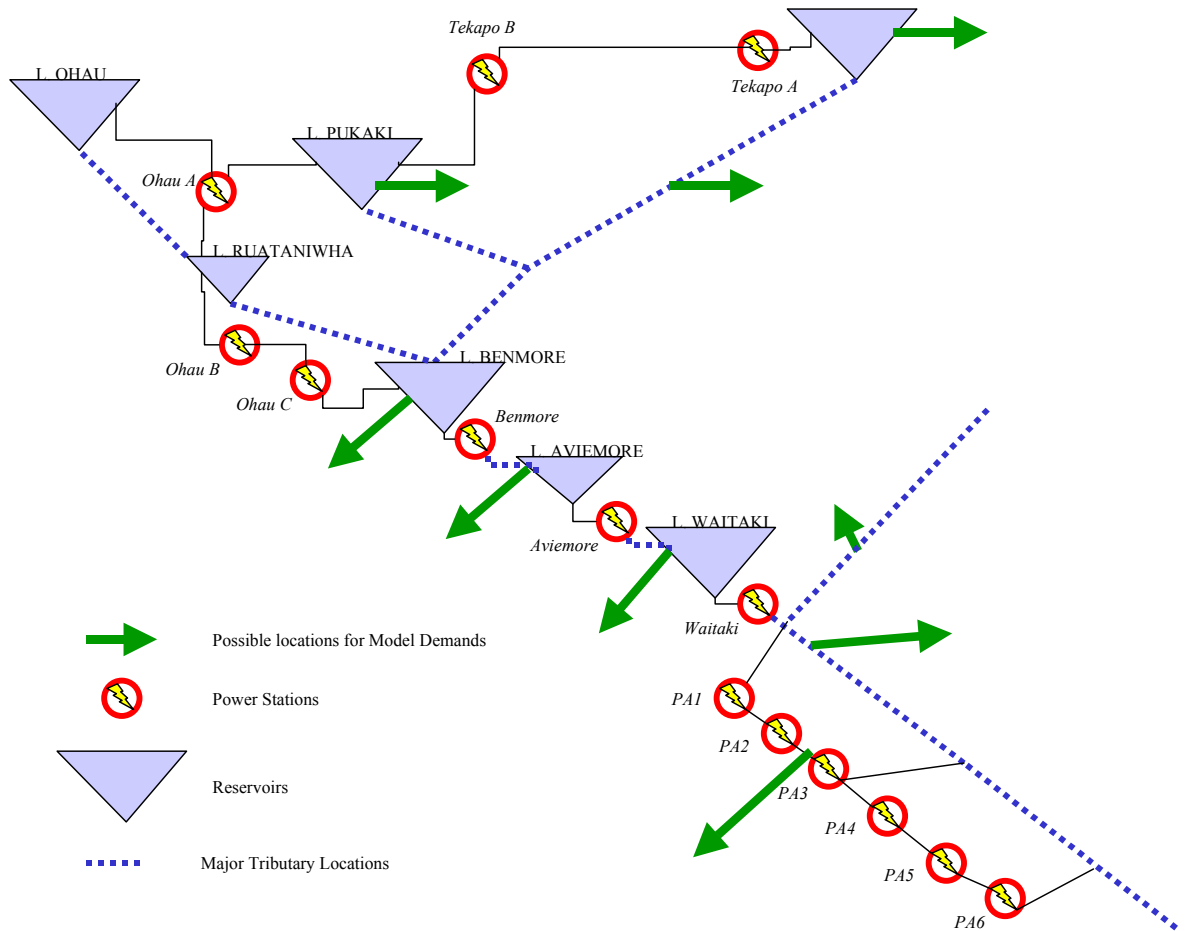 Tekapo B
L OHAU
Tekapo A
L PUKAKI
Ohau A
L RUATANIWHA
L BENMORE
Ohau B
Ohau C
Benmore
L AVIEMORE
L WAITAKI
Aviemore
Waitaki
Possible locations for Model Demands
Power Stations
PA1
PA2
Reservoirs
PA3
PA4
Major Tributary Locations
PA5
PA6